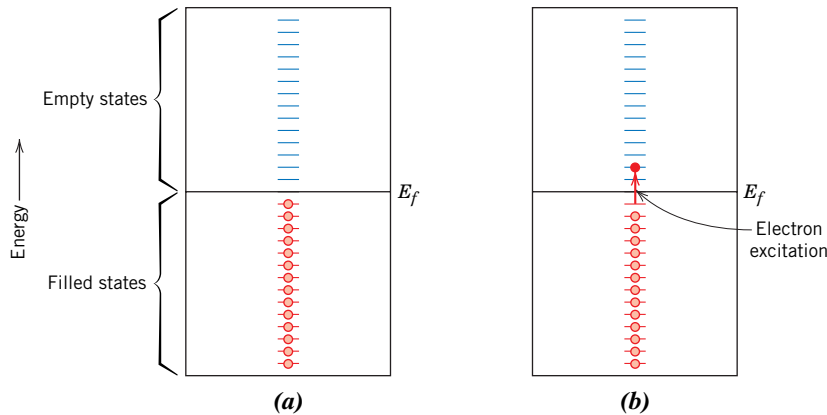 Empty states
Energy
Filled states
E_f
(a)
E_f
Electron
excitation
(b)